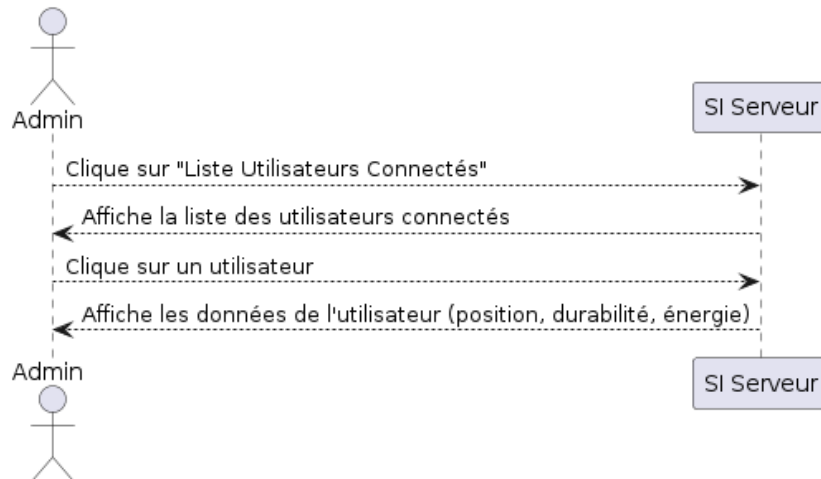 Admin
SI Serveur
Clique sur "Liste Utilisateurs Connectés"
Affiche la liste des utilisateurs connectés
Clique sur un utilisateur
Affiche les données de l'utilisateur (position, durabilité, énergie)
Admin
SI Serveur